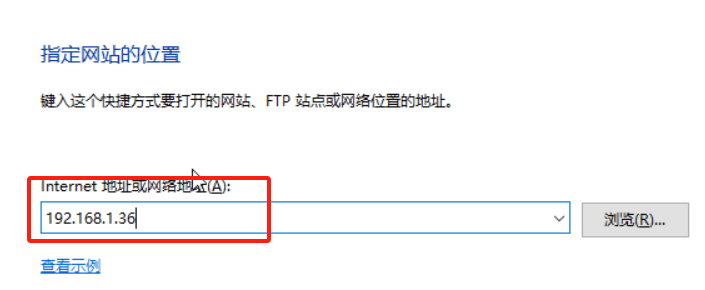 指定网站的位置
键入这个快捷方式要打开的网站、FTP 站点或网络位置的地址。
Internet 地址或网络地址(A):
192.168.1.36
浏览(R)...
查看示例